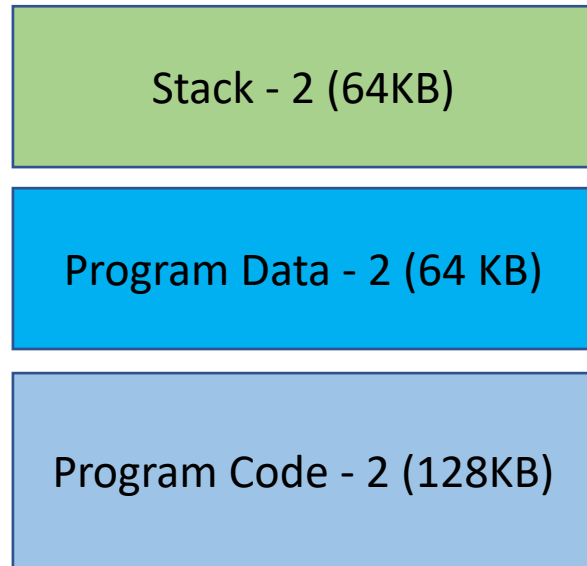 Stack - 2 (64KB)
Program Data - 2 (64 KB)
Program Code - 2 (128KB)